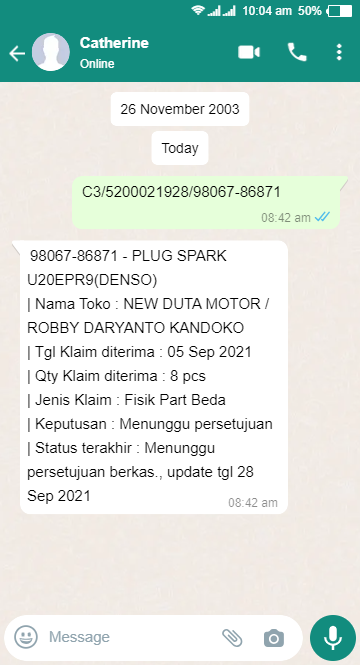 10:04 am 50%
Catherine
Online
26 November 2003
Today
C3/5200021928/98067-86871
08:42 am
98067-86871 - PLUG SPARK
U20EPR9(DENSO)
| Nama Toko : NEW DUTA MOTOR /
ROBBY DARYANTO KANDOKO
| Tgl Klaim diterima : 05 Sep 2021
| Qty Klaim diterima : 8 pcs
| Jenis Klaim : Fisik Part Beda
| Keputusan : Menunggu persetujuan
| Status terakhir : Menunggu
persetujuan berkas., update tgl 28
Sep 2021
08:42 am
Message